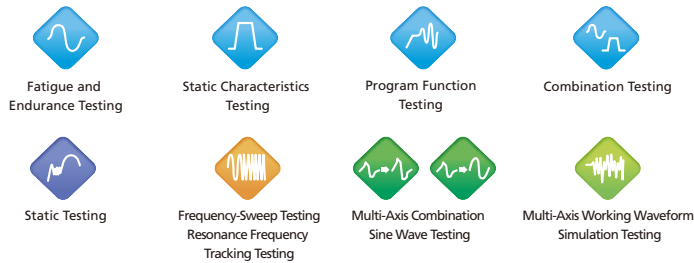 Fatigue and
Endurance Testing
Static Characteristics
Testing
Program Function
Testing
Combination Testing
Static Testing
Frequency-Sweep Testing
Resonance Frequency
Tracking Testing
Multi-Axis Combination
Sine Wave Testing
Multi-Axis Working Waveform
Simulation Testing